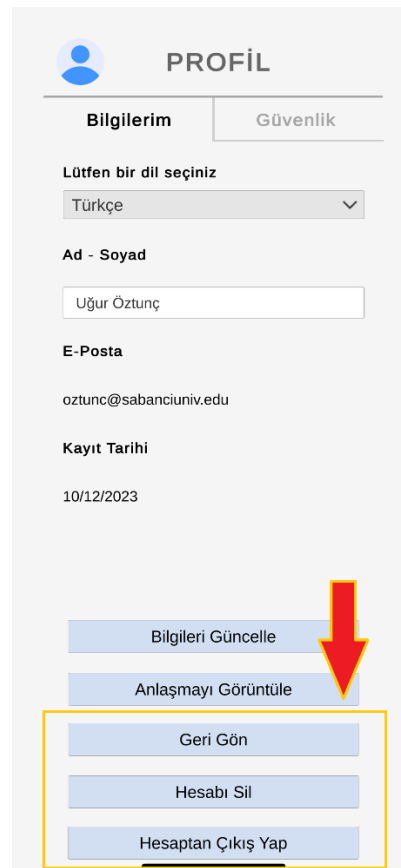 PROFİL
Bilgilerim
Güvenlik
Lütfen bir dil seçiniz
Türkçe
Ad - Soyad
Uğur Öztunç
E-Posta
oztunc@sabanciuniv.edu
Kayıt Tarihi
10/12/2023
Bilgileri Güncelle
Anlaşmayı Görüntüle
Geri Gön
Hesabı Sil
Hesaptan Çıkış Yap